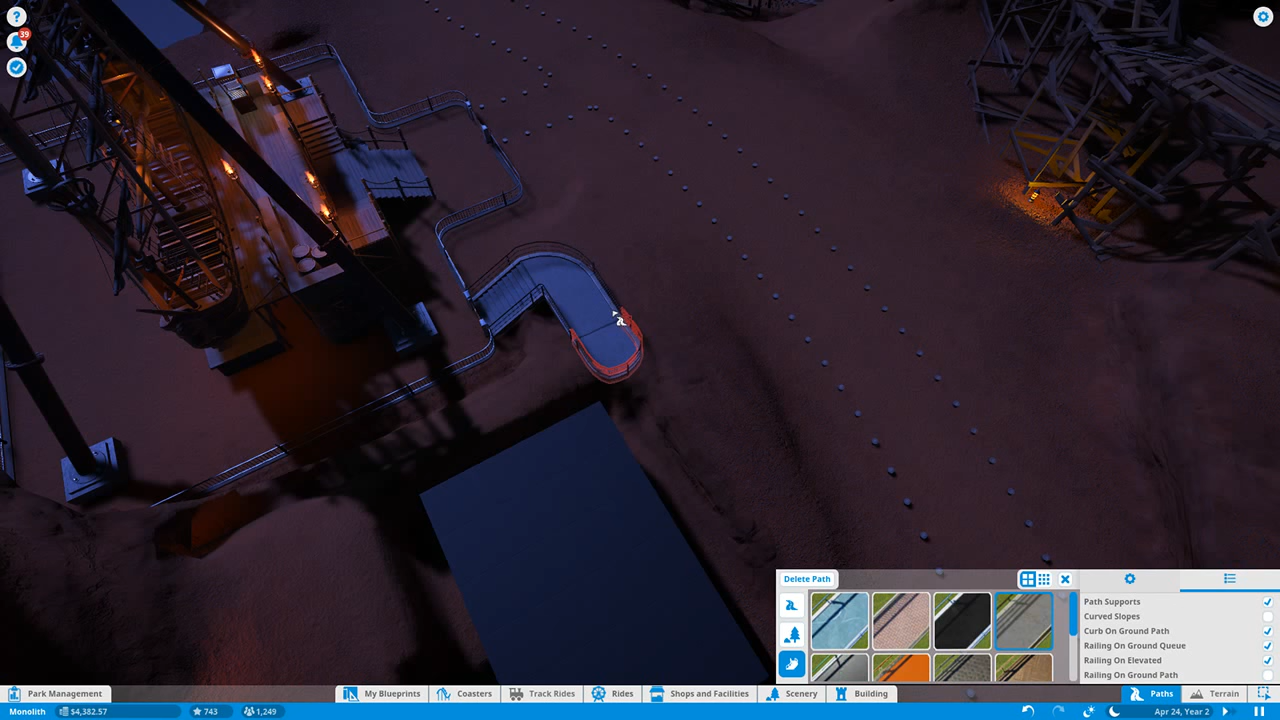 39
Delete Path
Path Supports
Curved Slopes
Curb On Ground Path
Railing On Ground Queue
Railing On Elevated
Railing On Ground Path
Park Management
My Blueprints
Coasters
Track Rides
Rides
Shops and Facilities
Scenery
Building
Paths
Terrain
Monolith
$4,382.57
743
1,249
Apr 24, Year 2